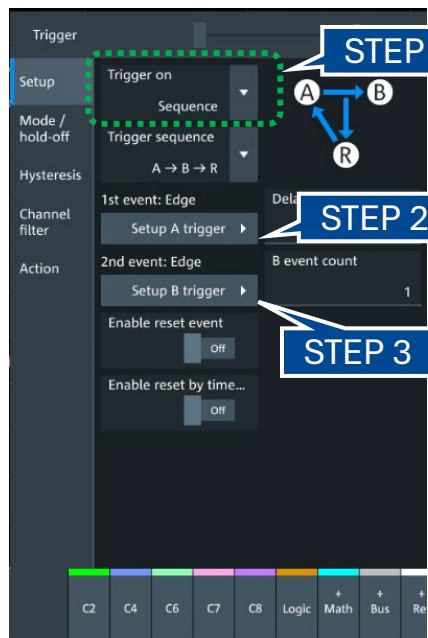 Trigger
STEP
Setup
Trigger on
Sequence
A
B
R
Mode /
hold-off
Trigger sequence
A → B → R
Hysteresis
1st event: Edge
Channel
filter
Setup A trigger
STEP 2
Action
2nd event: Edge
B event count
Setup B trigger
1
Enable reset event
Off
STEP 3
Enable reset by time...
Off
C2
C4
C6
C7
C8
Logic
+
Math
+
Bus
+